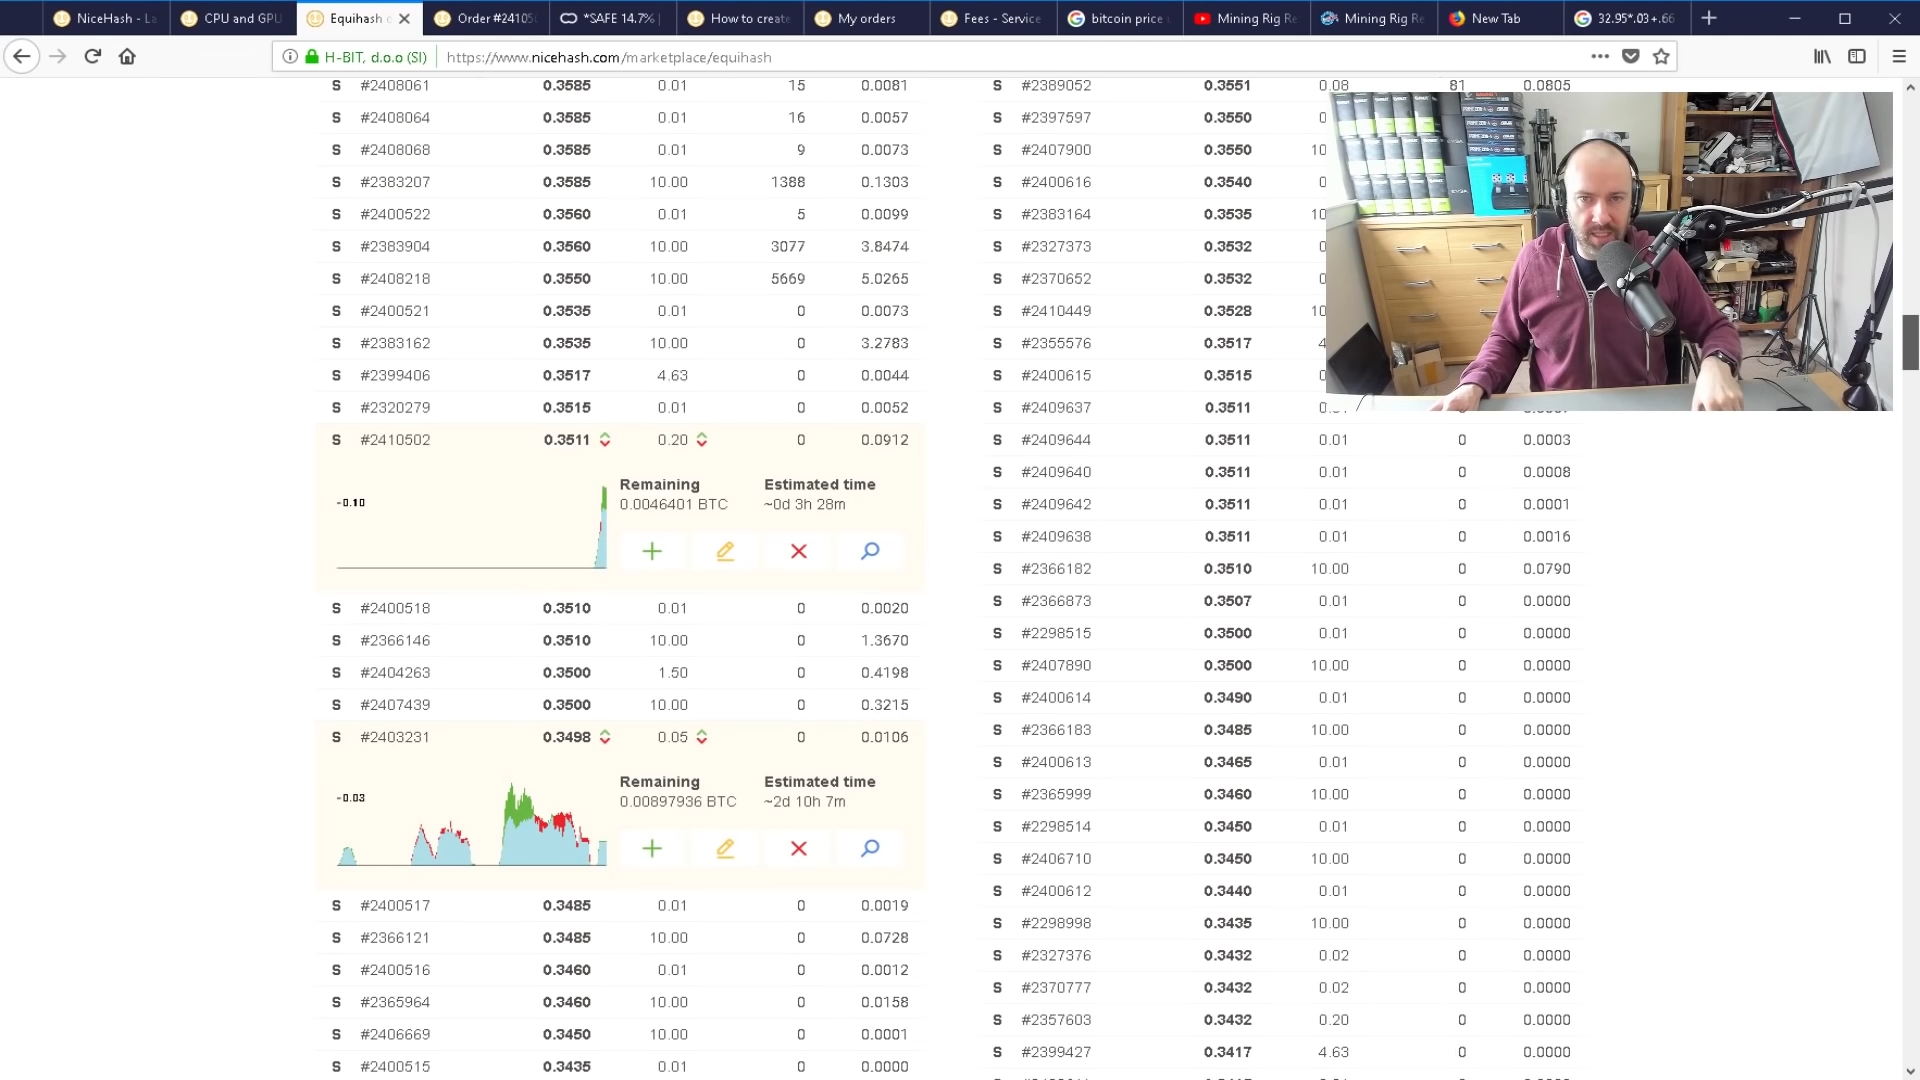 NiceHash - La
CPU and GPU
Equihash o
Order #24105
*SAFE 14.7% |
How to create
My orders
Fees - Service
bitcoin price
Mining Rig Re
Mining Rig Re
New Tab
32.95*.03+.66
H-BIT, d.o.o (SI)
https://www.nicehash.com/marketplace/equihash
S #2408061 0.3585 0.01 15 0.0081
S #2408064 0.3585 0.01 16 0.0057
S #2408068 0.3585 0.01 9 0.0073
S #2383207 0.3585 10.00 1388 0.1303
S #2400522 0.3560 0.01 5 0.0099
S #2383904 0.3560 10.00 3077 3.8474
S #2408218 0.3550 10.00 5669 5.0265
S #2400521 0.3535 0.01 0 0.0073
S #2383162 0.3535 10.00 0 3.2783
S #2399406 0.3517 4.63 0 0.0044
S #2320279 0.3515 0.01 0 0.0052
S #2410502 0.3511 0.20 0 0.0912
-0.10
Remaining Estimated time
0.0046401 BTC ~0d 3h 28m
S #2400518 0.3510 0.01 0 0.0020
S #2366146 0.3510 10.00 0 1.3670
S #2404263 0.3500 1.50 0 0.4198
S #2407439 0.3500 10.00 0 0.3215
S #2403231 0.3498 0.05 0 0.0106
-0.03
Remaining Estimated time
0.00897936 BTC ~2d 10h 7m
S #2400517 0.3485 0.01 0 0.0019
S #2366121 0.3485 10.00 0 0.0728
S #2400516 0.3460 0.01 0 0.0012
S #2365964 0.3460 10.00 0 0.0158
S #2406669 0.3450 10.00 0 0.0001
S #2400515 0.3435 0.01 0 0.0000
S #2389052 0.3551 0.08 81 0.0805
S #2397597 0.3550 0
S #2407900 0.3550 10
S #2400616 0.3540 0
S #2383164 0.3535 10
S #2327373 0.3532 0
S #2370652 0.3532 0
S #2410449 0.3528 10
S #2355576 0.3517 4
S #2400615 0.3515 0
S #2409637 0.3511
S #2409644 0.3511 0.01 0 0.0003
S #2409640 0.3511 0.01 0 0.0008
S #2409642 0.3511 0.01 0 0.0001
S #2409638 0.3511 0.01 0 0.0016
S #2366182 0.3510 10.00 0 0.0790
S #2366873 0.3507 0.01 0 0.0000
S #2298515 0.3500 0.01 0 0.0000
S #2407890 0.3500 10.00 0 0.0000
S #2400614 0.3490 0.01 0 0.0000
S #2366183 0.3485 10.00 0 0.0000
S #2400613 0.3465 0.01 0 0.0000
S #2365999 0.3460 10.00 0 0.0000
S #2298514 0.3450 0.01 0 0.0000
S #2406710 0.3450 10.00 0 0.0000
S #2400612 0.3440 0.01 0 0.0000
S #2298998 0.3435 10.00 0 0.0000
S #2327376 0.3432 0.02 0 0.0000
S #2370777 0.3432 0.02 0 0.0000
S #2357603 0.3432 0.20 0 0.0000
S #2399427 0.3417 4.63 0 0.0000